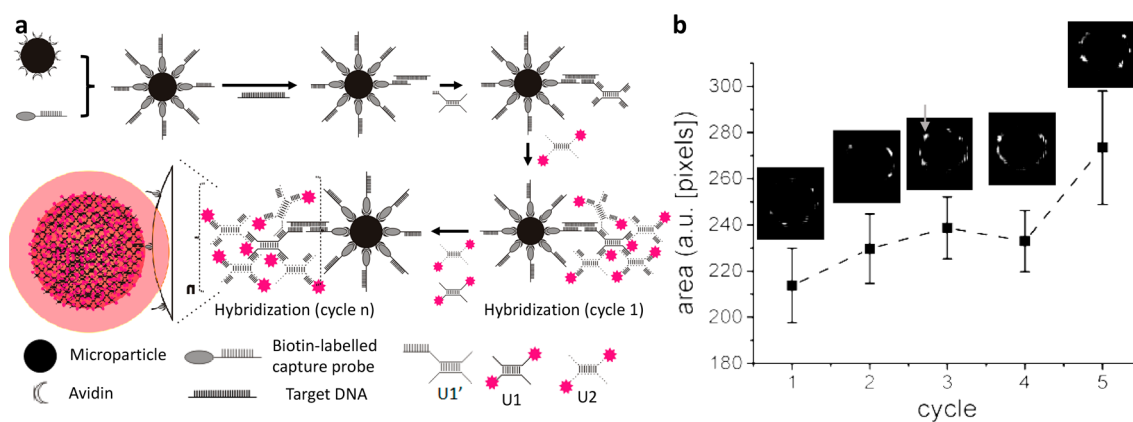 a
Hybridization (cycle n)
Hybridization (cycle 1)
n
Microparticle
Biotin-labelled
capture probe
Avidin
Target DNA
U1'
U1
U2
b
area (a.u. [pixels])
300
280
260
240
220
200
180
1 2 3 4 5
cycle